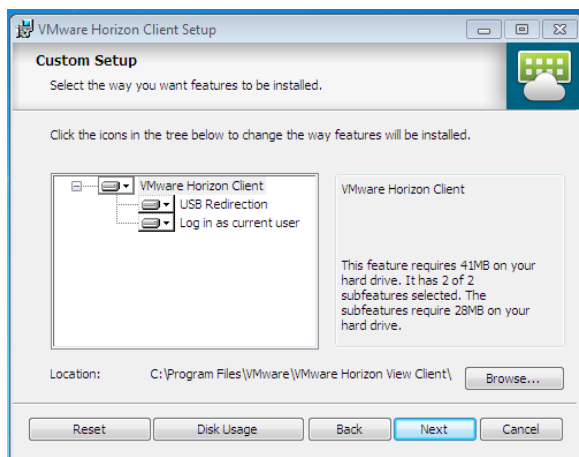 VMware Horizon Client Setup
Custom Setup
Select the way you want features to be installed.
Click the icons in the tree below to change the way features will be installed.
VMware Horizon Client
USB Redirection
Log in as current user
VMware Horizon Client
This feature requires 41MB on your
hard drive. It has 2 of 2
subfeatures selected. The
subfeatures require 28MB on your
hard drive.
Location: C:\Program Files\VMware\VMware Horizon View Client\ Browse...
Reset Disk Usage Back Next Cancel